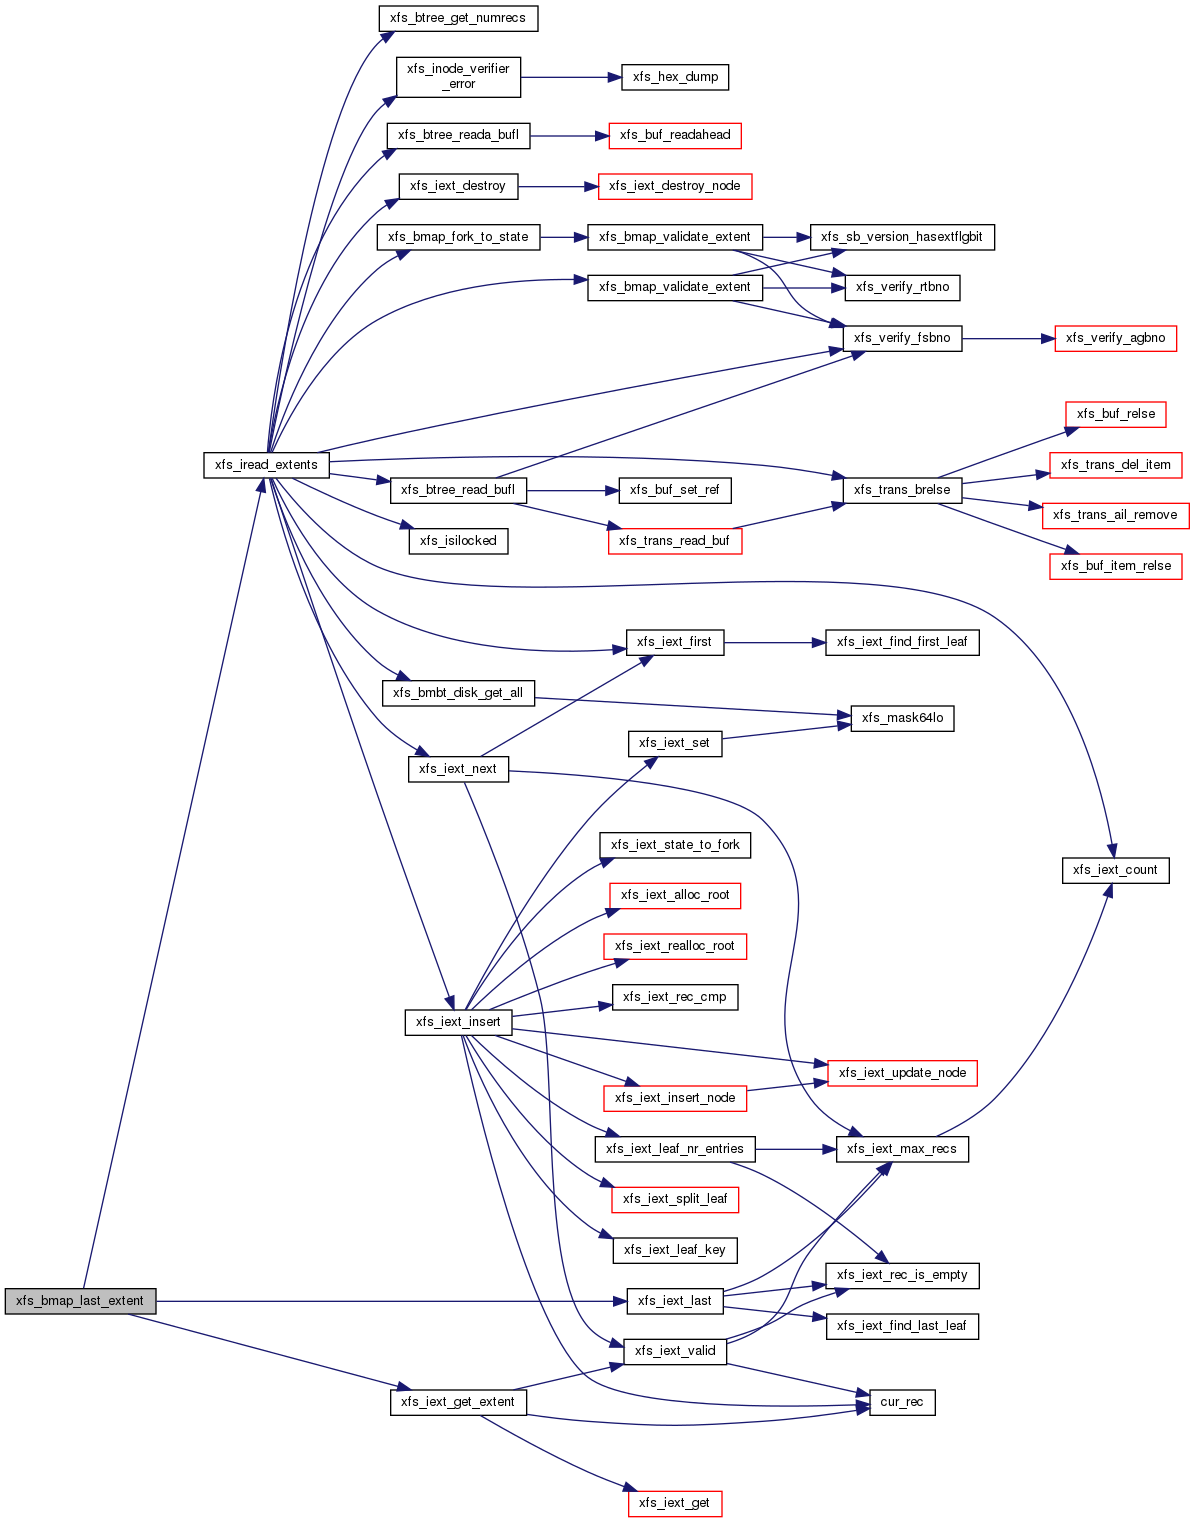 xfs_btree_get_numrecs
xfs_inode_verifier
_error
xfs_hex_dump
xfs_btree_reada_bufl
xfs_buf_readahead
xfs_iext_destroy
xfs_iext_destroy_node
xfs_bmap_fork_to_state
xfs_bmap_validate_extent
xfs_sb_version_hasextflgbit
xfs_bmap_validate_extent
xfs_verify_rtbno
xfs_verify_fsbno
xfs_verify_agbno
xfs_buf_relse
xfs_iread_extents
xfs_trans_del_item
xfs_btree_read_bufl
xfs_buf_set_ref
xfs_trans_brelse
xfs_trans_ail_remove
xfs_isilocked
xfs_trans_read_buf
xfs_buf_item_relse
xfs_iext_first
xfs_iext_find_first_leaf
xfs_bmbt_disk_get_all
xfs_mask64lo
xfs_iext_set
xfs_iext_next
xfs_iext_state_to_fork
xfs_iext_count
xfs_iext_alloc_root
xfs_iext_realloc_root
xfs_iext_rec_cmp
xfs_iext_insert
xfs_iext_update_node
xfs_iext_insert_node
xfs_iext_leaf_nr_entries
xfs_iext_max_recs
xfs_iext_split_leaf
xfs_iext_leaf_key
xfs_iext_rec_is_empty
xfs_bmap_last_extent
xfs_iext_last
xfs_iext_find_last_leaf
xfs_iext_valid
xfs_iext_get_extent
cur_rec
xfs_iext_get